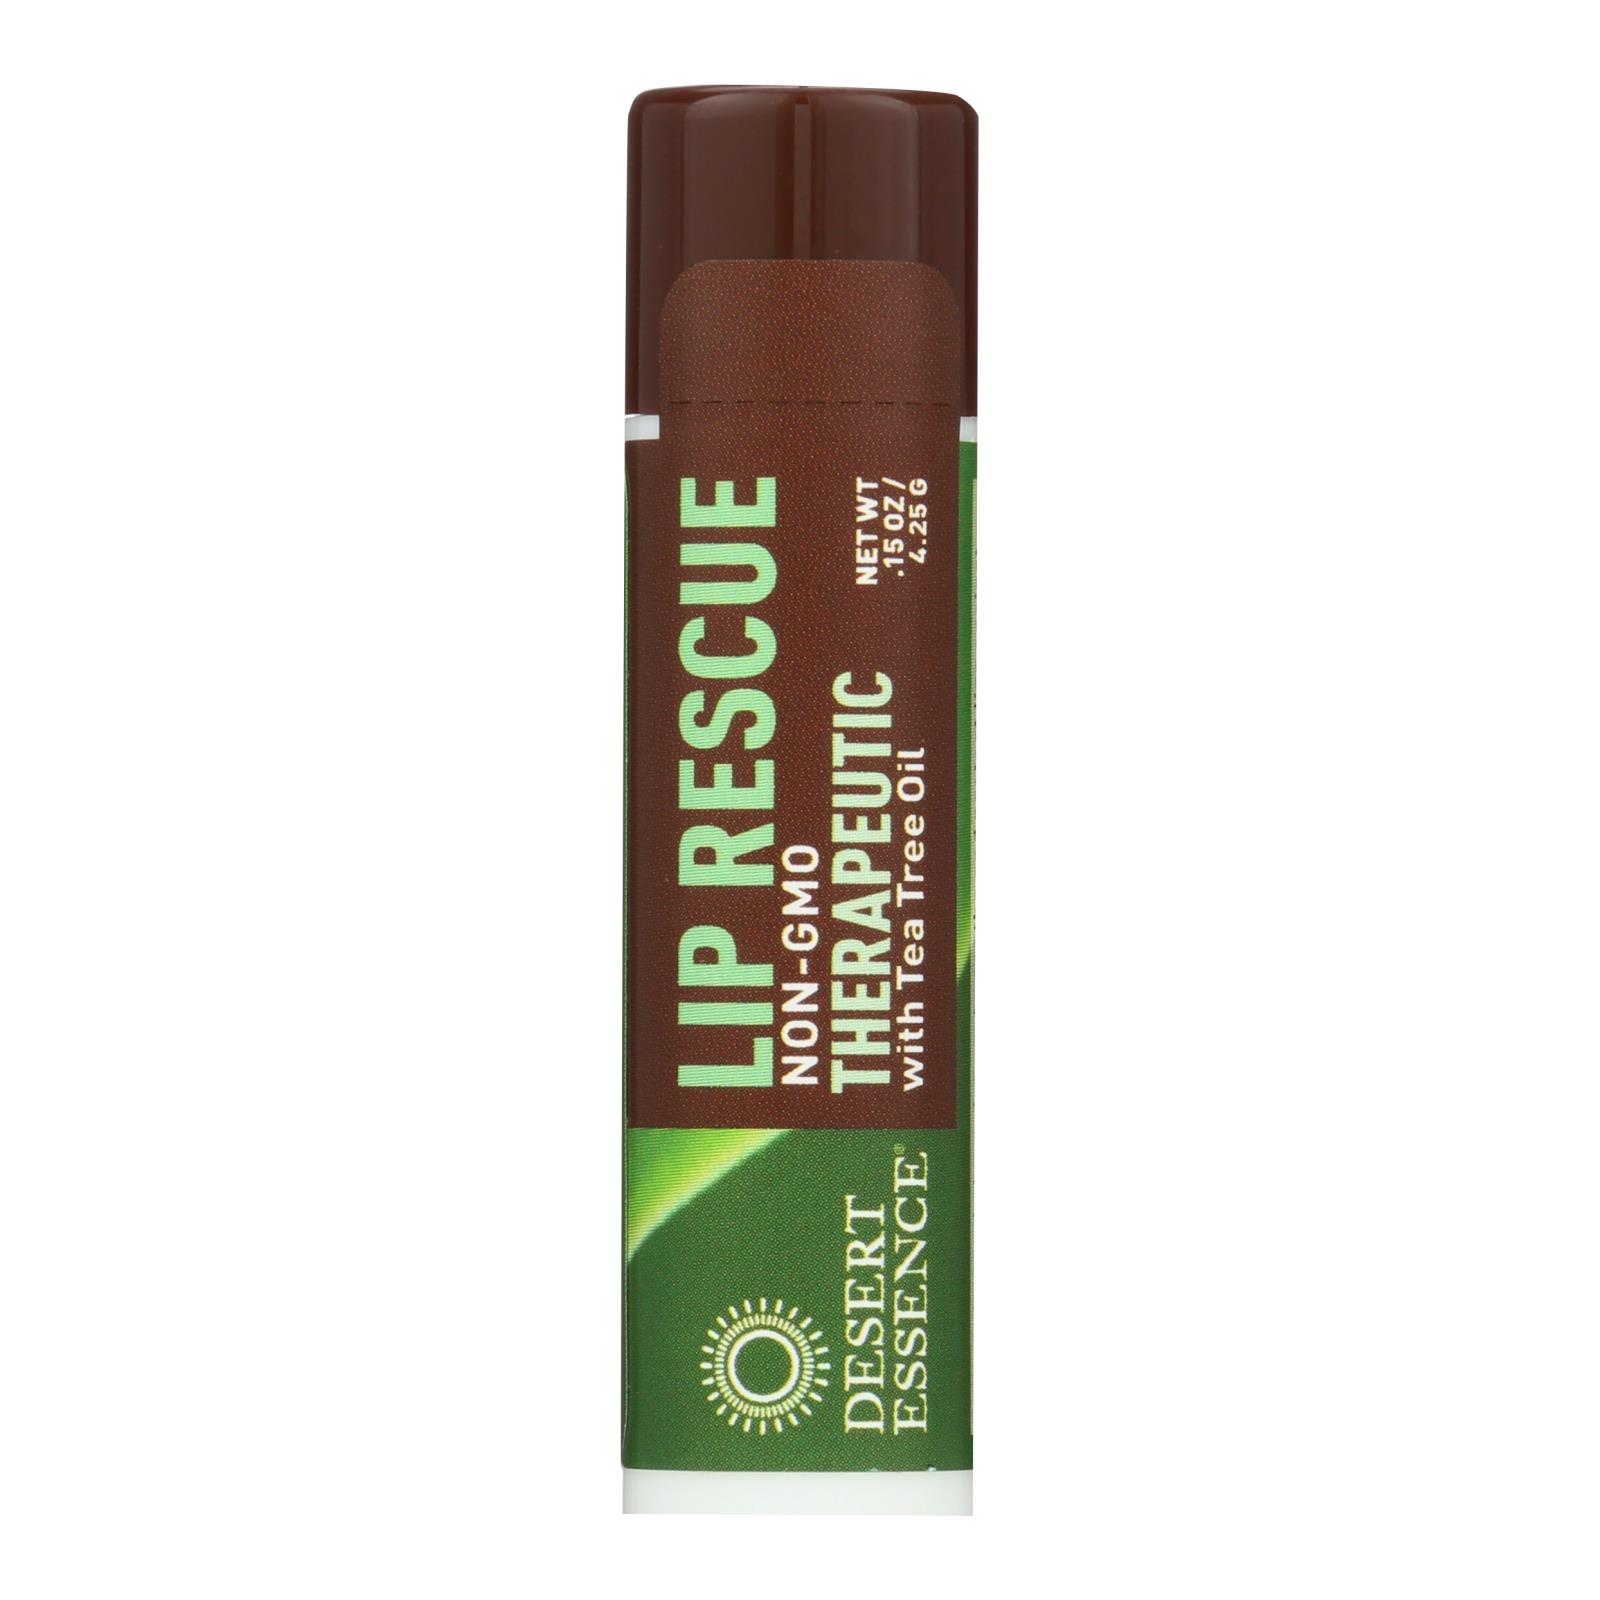 LIP RESCUE
NON-GMO
THERAPEUTIC
with Tea Tree Oil
NET WT
.15 OZ /
4.25 G
DESERT
ESSENCE®